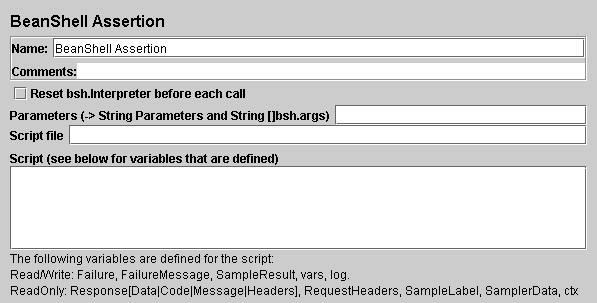 BeanShell Assertion
Name: BeanShell Assertion
Comments:
Reset bsh.Interpreter before each call
Parameters (-> String Parameters and String []bsh.args)
Script file
Script (see below for variables that are defined)
The following variables are defined for the script:
Read/Write: Failure, FailureMessage, SampleResult, vars, log.
ReadOnly: Response[Data|Code|Message|Headers], RequestHeaders, SampleLabel, SamplerData, ctx